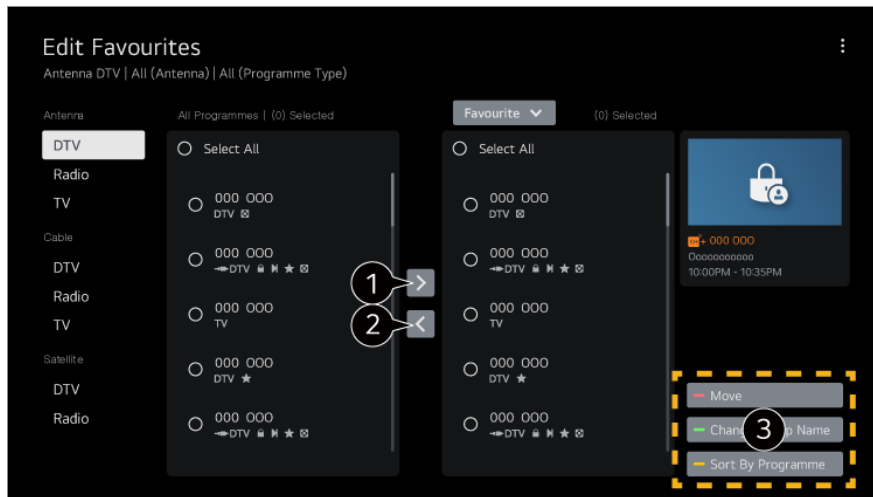 Edit Favourites
Antenna DTV | All (Antenna) | All (Programme Type)
Antenna
DTV
Radio
TV
Cable
DTV
Radio
TV
Satellite
DTV
Radio
All Programmes | (0) Selected
Select All
000 000
DTV
000 000
DTV
000 000
TV
000 000
DTV
000 000
DTV
1
2
Favourite
(0) Selected
Select All
000 000
DTV
000 000
DTV
000 000
TV
000 000
DTV
000 000
DTV
CH+ 000 000
Oooooooooo
10:00PM - 10:35PM
Move
3
Chang p Name
Sort By Programme